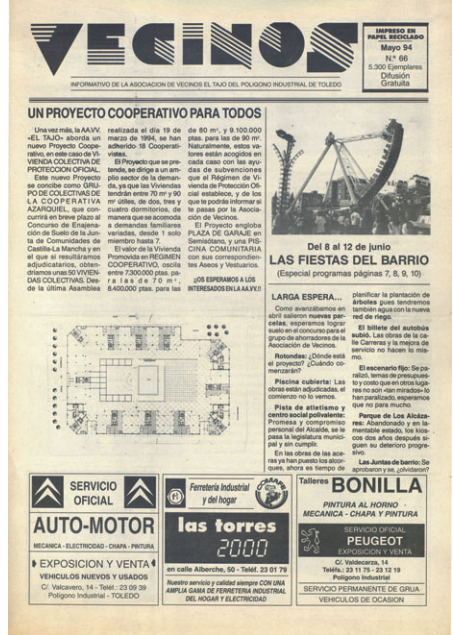 VECINOS
IMPRESO EN
PAPEL RECICLADO
Mayo 94
N.º 66
5.300 Ejemplares
Difusión
Gratuita
INFORMATIVO DE LA ASOCIACION DE VECINOS EL TAJO DEL POLIGONO INDUSTRIAL DE TOLEDO
UN PROYECTO COOPERATIVO PARA TODOS
Una vez más, la AA.VV.
«EL TAJO» aborda un
nuevo Proyecto Coope-
rativo, en este caso de VI-
VIENDA COLECTIVA DE
PROTECCION OFICIAL.
Este nuevo Proyecto
se concibe como GRU-
PO DE COLECTIVAS DE
LA COOPERATIVA
AZARQUIEL, que con-
currirá en breve plazo al
Concurso de Enajena-
ción de Suelo de la Jun-
ta de Comunidades de
Castilla-La Mancha y en
el que si resultáramos
adjudicatarios, obten-
dríamos unas 50 VIVIEN-
DAS COLECTIVAS. Des-
de la última Asamblea
realizada el día 19 de
marzo de 1994, se han
adherido 18 Cooperati-
vistas.
El Proyecto que se pre-
tende, se dirige a un am-
plio sector de la deman-
da, ya que las Viviendas
tendrán entre 70 m² y 90
m² útiles, de dos, tres y
cuatro dormitorios, de
manera que se acomoda
a demandas familiares
variadas, desde 1 solo
miembro hasta 7.
El valor de la Vivienda
Promovida en REGIMEN
COOPERATIVO, oscila
entre 7.300.000 ptas. pa-
ra las de 70 m²,
8.400.000 ptas. para las
de 80 m², y 9.100.000
ptas. para las de 90 m².
Naturalmente, estos va-
lores están acogidos en
cada caso con las ayu-
das de subvenciones
que el Régimen de Vi-
vienda de Protección Ofi-
cial establece, y de los
que te podrá informar si
te pasas por la Asocia-
ción de Vecinos.
El Proyecto engloba
PLAZA DE GARAJE en
Semisótano, y una PIS-
CINA COMUNITARIA
con sus correspondien-
tes Aseos y Vestuarios.
¡¡OS ESPERAMOS A LOS
INTERESADOS EN LA AA.VV.!!
Del 8 al 12 de junio
LAS FIESTAS DEL BARRIO
(Especial programas páginas 7, 8, 9, 10)
LARGA ESPERA...
Como avanzábamos en
abril salieron nuevas par-
celas, esperamos lograr
suelo en el concurso para el
grupo de ahorradores de la
Asociación de Vecinos.
Rotondas: ¿Dónde está
el proyecto? ¿Cuándo co-
menzarán?
Piscina cubierta: Las
obras están adjudicadas, el
comienzo no lo vemos.
Pista de atletismo y
centro social polivalente:
Promesa y compromiso
personal del Alcalde, se le
pasa la legislatura munici-
pal y sin cumplir.
En las obras de las ace-
ras ya han puesto los alcor-
ques, ahora es tiempo de
planificar la plantación de
árboles pues tendremos
también agua con la nueva
red de riego.
El billete del autobús
subió. Las obras de la ca-
lle Carreras y la mejora de
servicio no hacen lo mis-
mo.
El escenario fijo: Se pa-
ralizó, temas de presupues-
to y costo que en otros luga-
res no son «tan mirados» lo
han paralizado, esperamos
que no para mucho.
Parque de Los Alcáza-
res: Abandonado y en la-
mentable estado, los kios-
cos dos años después si-
guen su deterioro progre-
sivo.
Las Juntas de barrio: Se
aprobaron y se, ¿olvidaron?
SERVICIO
OFICIAL
AUTO-MOTOR
MECANICA - ELECTRICIDAD - CHAPA - PINTURA
EXPOSICION Y VENTA
VEHICULOS NUEVOS Y USADOS
C/ Valcavero, 14 - Telf.: 23 09 39
Polígono Industrial - TOLEDO
Ferretería Industrial
y del hogar
COMAFE
las torres
2000
en calle Alberche, 50 - Teléf. 23 01 79
Nuestro servicio y calidad siempre CON UNA
AMPLIA GAMA DE FERRETERIA INDUSTRIAL
DEL HOGAR Y ELECTRICIDAD
Talleres BONILLA
PINTURA AL HORNO
MECANICA - CHAPA Y PINTURA
SERVICIO OFICIAL
PEUGEOT
EXPOSICION Y VENTA
C/ Valdecarza, 14
Teléfs.: 23 11 75 - 23 12 19
Polígono Industrial
SERVICIO PERMANENTE DE GRUA
VEHICULOS DE OCASION